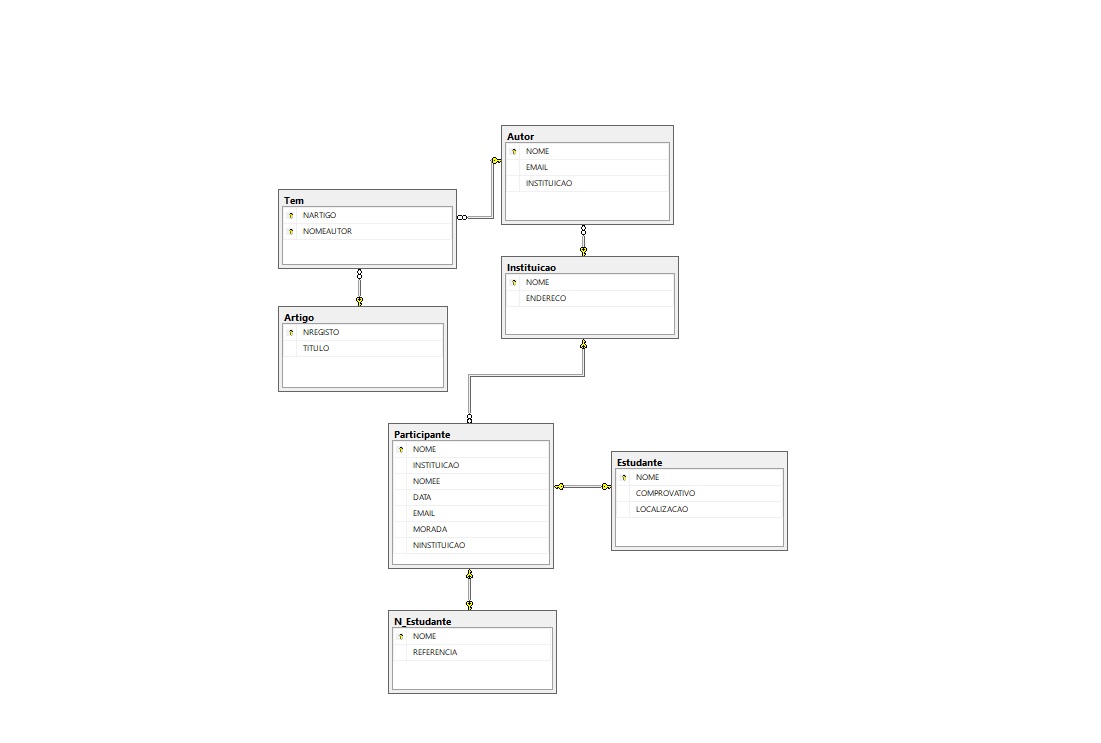 Autor
NOME
EMAIL
INSTITUICAO
Tem
NARTIGO
NOMEAUTOR
Instituicao
NOME
ENDERECO
Artigo
NREGISTO
TITULO
Participante
NOME
INSTITUICAO
NOMEE
DATA
EMAIL
MORADA
NINSTITUICAO
Estudante
NOME
COMPROVATIVO
LOCALIZACAO
N_Estudante
NOME
REFERENCIA